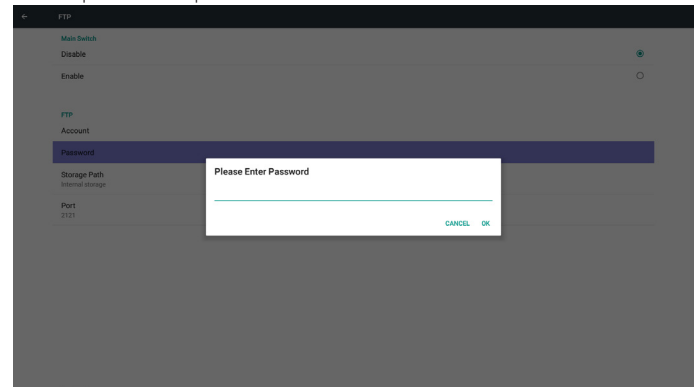 FTP
Main Switch
Disable
Enable
FTP
Account
Password
Storage Path
Internal storage
Port
2121
Please Enter Password
CANCEL OK